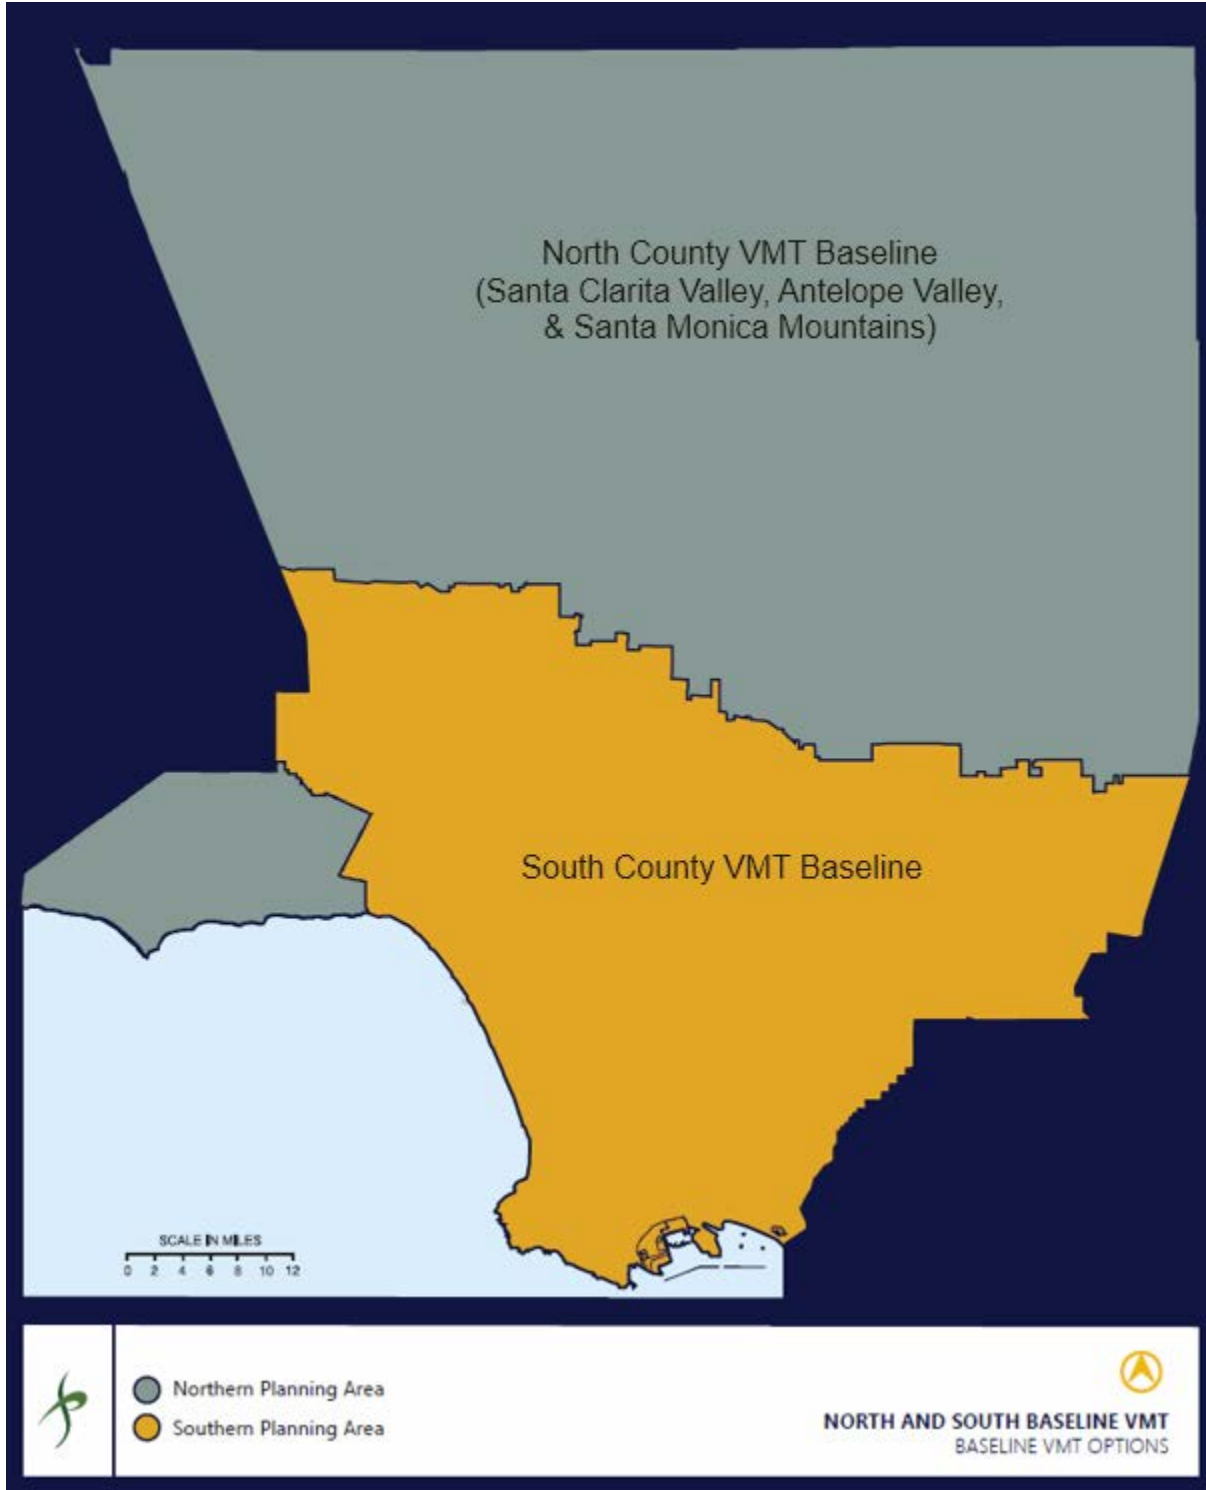 North County VMT Baseline
(Santa Clarita Valley, Antelope Valley,
& Santa Monica Mountains)
South County VMT Baseline
SCALE IN MILES
0 2 4 6 8 10 12
Northern Planning Area
Southern Planning Area
NORTH AND SOUTH BASELINE VMT
BASELINE VMT OPTIONS